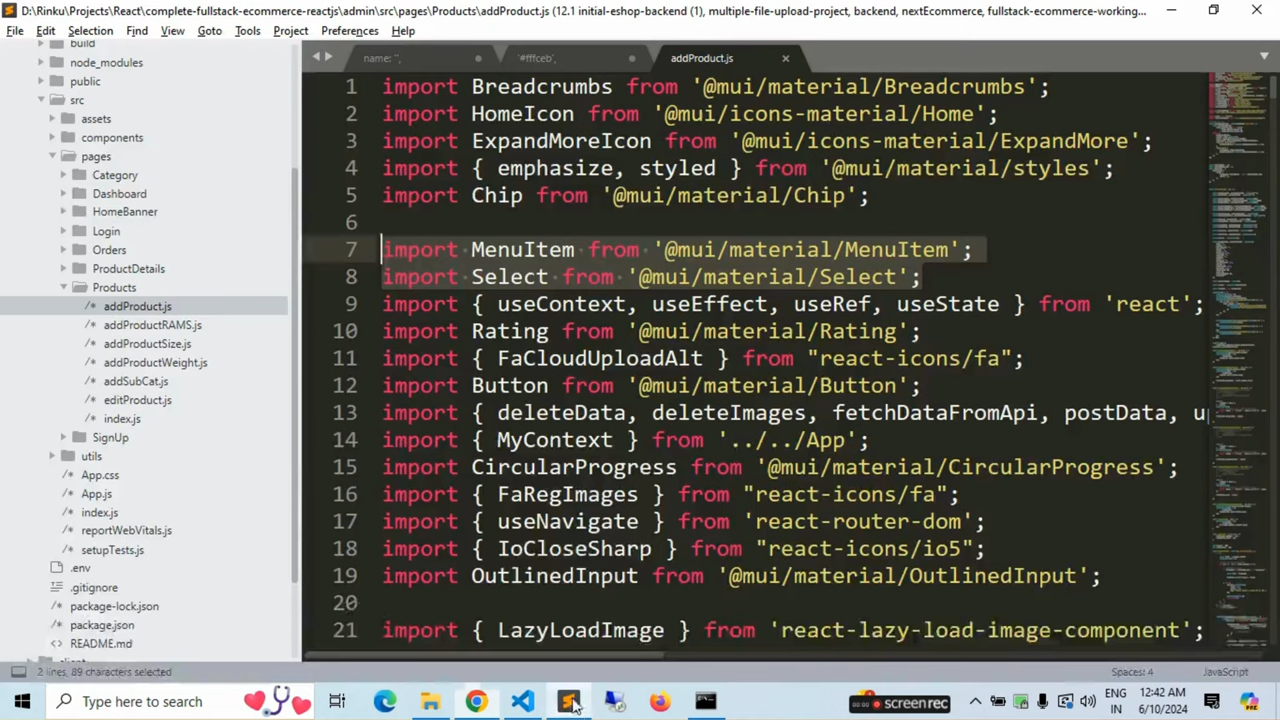 D:\Rinku\Projects\React\complete-fullstack-ecommerce-reactjs\admin\src\pages\Products\addProduct.js (12.1 initial-eshop-backend (1), multiple-file-upload-project, backend, nextEcommerce, fullstack-ecommerce-working...
File Edit Selection Find View Goto Tools Project Preferences Help
name: '', '#fffceb', addProduct.js
build
node_modules
public
src
assets
components
pages
Category
Dashboard
HomeBanner
Login
Orders
ProductDetails
Products
addProduct.js
addProductRAMS.js
addProductSize.js
addProductWeight.js
addSubCat.js
editProduct.js
index.js
SignUp
utils
App.css
App.js
index.js
reportWebVitals.js
setupTests.js
.env
.gitignore
package-lock.json
package.json
README.md
client
1 import Breadcrumbs from '@mui/material/Breadcrumbs';
2 import HomeIcon from '@mui/icons-material/Home';
3 import ExpandMoreIcon from '@mui/icons-material/ExpandMore';
4 import { emphasize, styled } from '@mui/material/styles';
5 import Chip from '@mui/material/Chip';
6
7 import MenuItem from '@mui/material/MenuItem';
8 import Select from '@mui/material/Select';
9 import { useContext, useEffect, useRef, useState } from 'react';
10 import Rating from '@mui/material/Rating';
11 import { FaCloudUploadAlt } from "react-icons/fa";
12 import Button from '@mui/material/Button';
13 import { deleteData, deleteImages, fetchDataFromApi, postData, u
14 import { MyContext } from '../../App';
15 import CircularProgress from '@mui/material/CircularProgress';
16 import { FaRegImages } from "react-icons/fa";
17 import { useNavigate } from 'react-router-dom';
18 import { IoCloseSharp } from "react-icons/io5";
19 import OutlinedInput from '@mui/material/OutlinedInput';
20
21 import { LazyLoadImage } from 'react-lazy-load-image-component';
2 lines, 89 characters selected
Spaces: 4 JavaScript
Type here to search
screen rec
ENG
IN
12:42 AM
6/10/2024